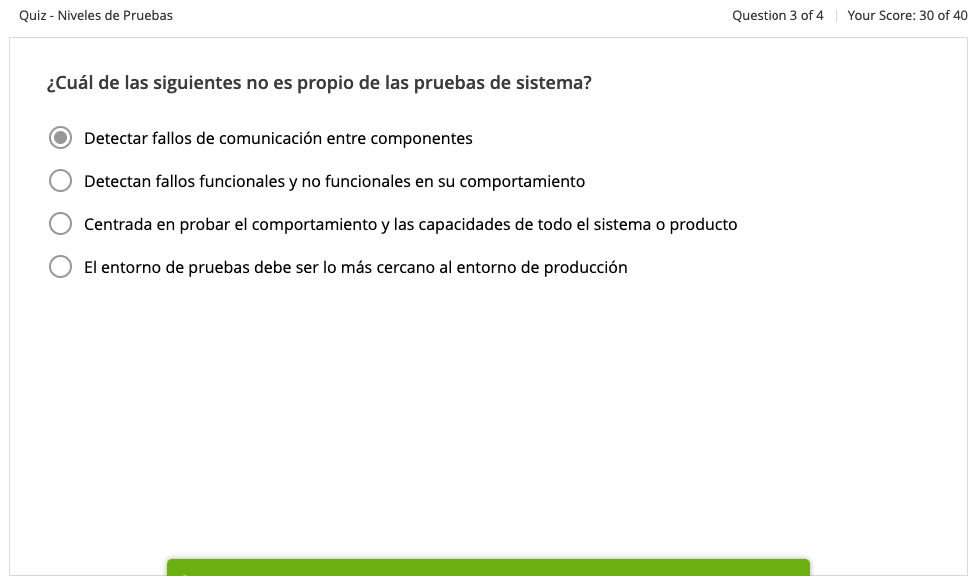 Quiz - Niveles de Pruebas
Question 3 of 4 | Your Score: 30 of 40
¿Cuál de las siguientes no es propio de las pruebas de sistema?
Detectar fallos de comunicación entre componentes
Detectan fallos funcionales y no funcionales en su comportamiento
Centrada en probar el comportamiento y las capacidades de todo el sistema o producto
El entorno de pruebas debe ser lo más cercano al entorno de producción